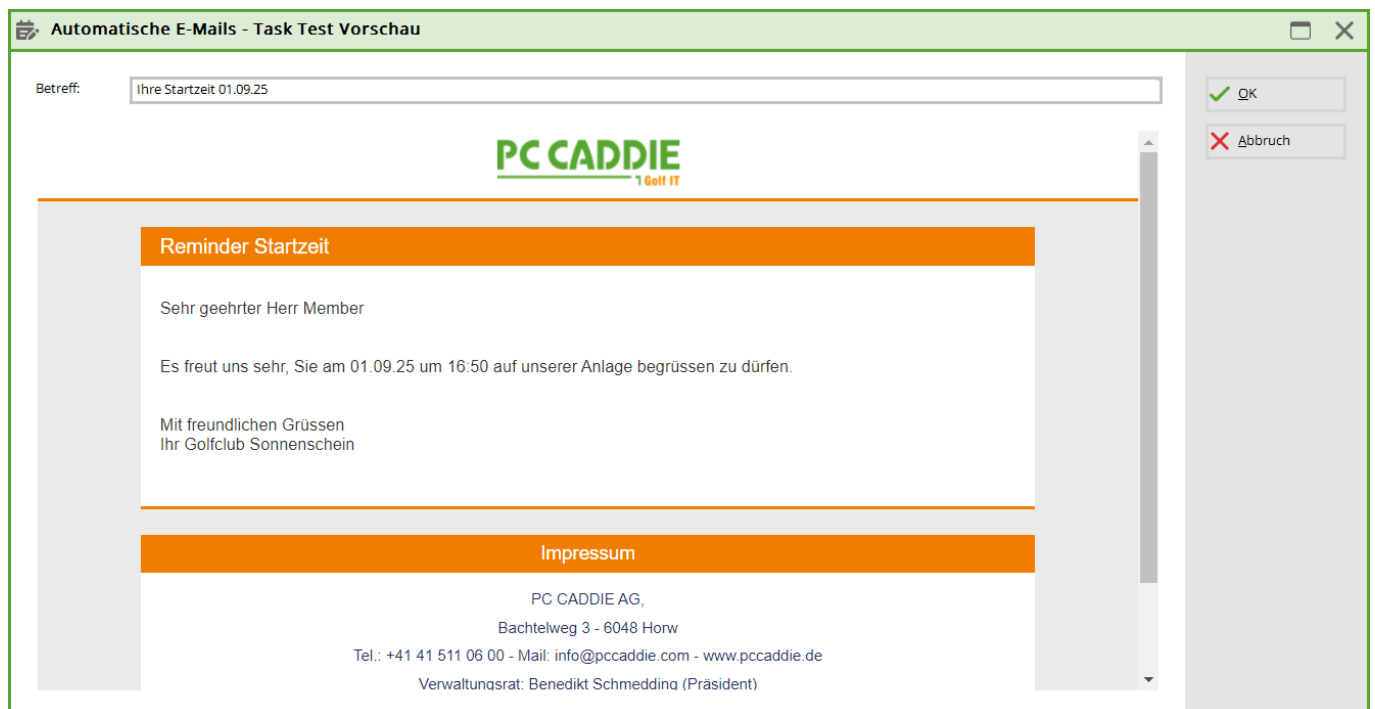 Automatische E-Mails - Task Test Vorschau
Betreff:
Ihre Startzeit 01.09.25
OK
Abbruch
PC CADDIE
Golf IT
Reminder Startzeit
Sehr geehrter Herr Member
Es freut uns sehr, Sie am 01.09.25 um 16:50 auf unserer Anlage begrüssen zu dürfen.
Mit freundlichen Grüssen
Ihr Golfclub Sonnenschein
Impressum
PC CADDIE AG,
Bachtelweg 3 - 6048 Horw
Tel.: +41 41 511 06 00 - Mail: info@pccaddie.com - www.pccaddie.de
Verwaltungsrat: Benedikt Schmedding (Präsident)